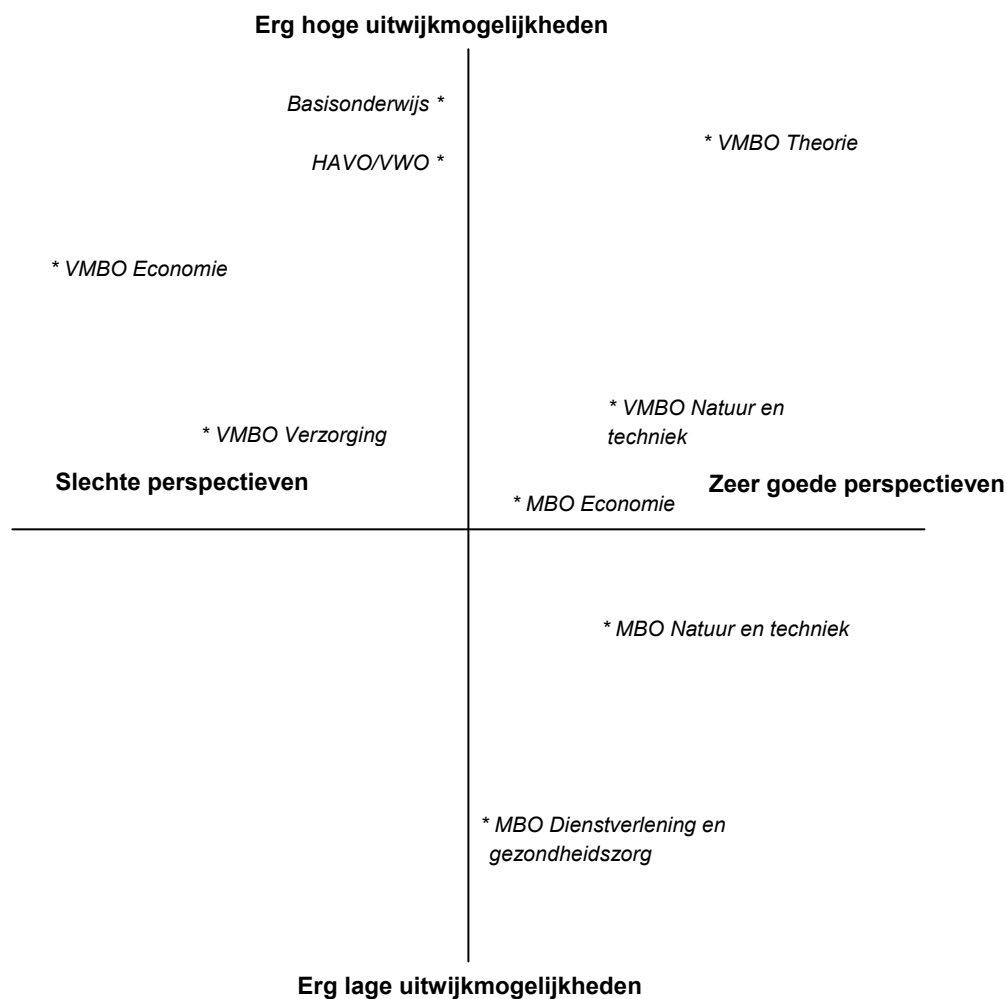 Erg hoge uitwijkmogelijkheden
Basisonderwijs *
* VMBO Theorie
HAVO/VWO *
* VMBO Economie
* VMBO Natuur en
techniek
* VMBO Verzorging
Slechte perspectieven
Zeer goede perspectieven
* MBO Economie
* MBO Natuur en techniek
* MBO Dienstverlening en
gezondheidszorg
Erg lage uitwijkmogelijkheden